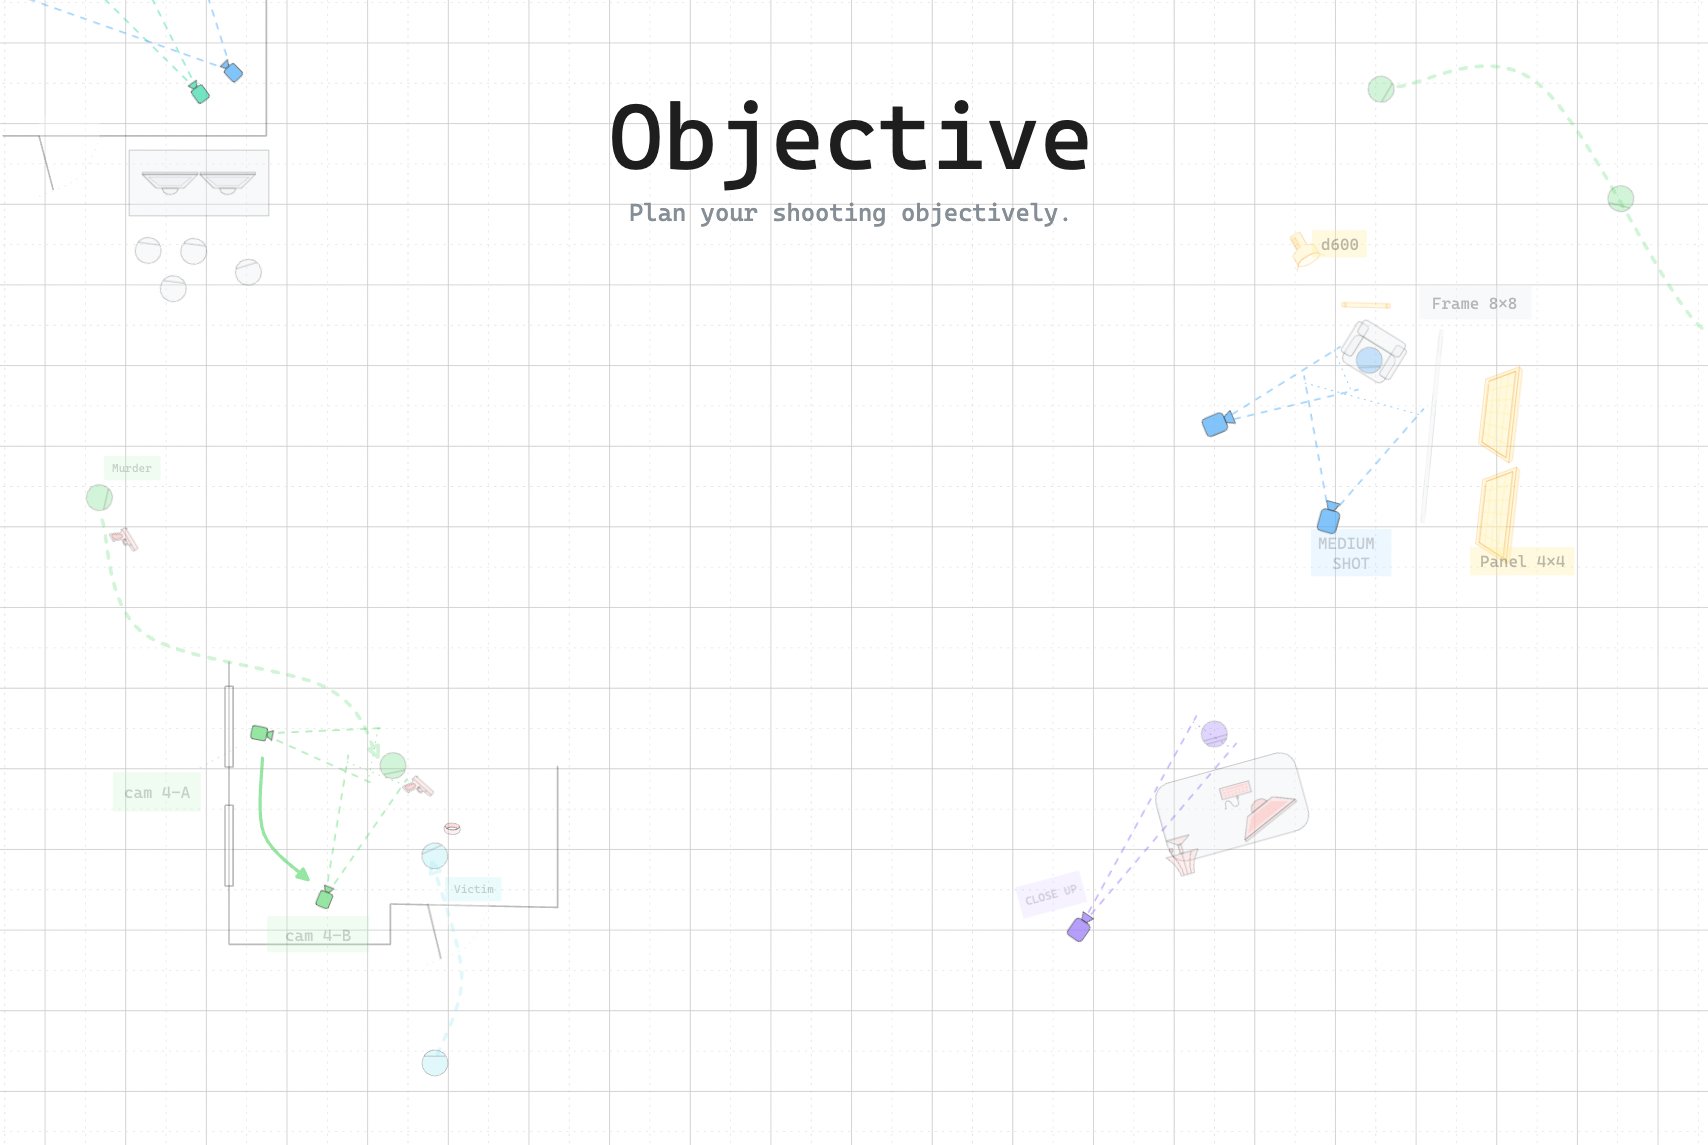 Objective
Plan your shooting objectively.
d600
Frame 8×8
Murder
MEDIUM
SHOT
Panel 4×4
cam 4-A
Victim
CLOSE UP
cam 4-B